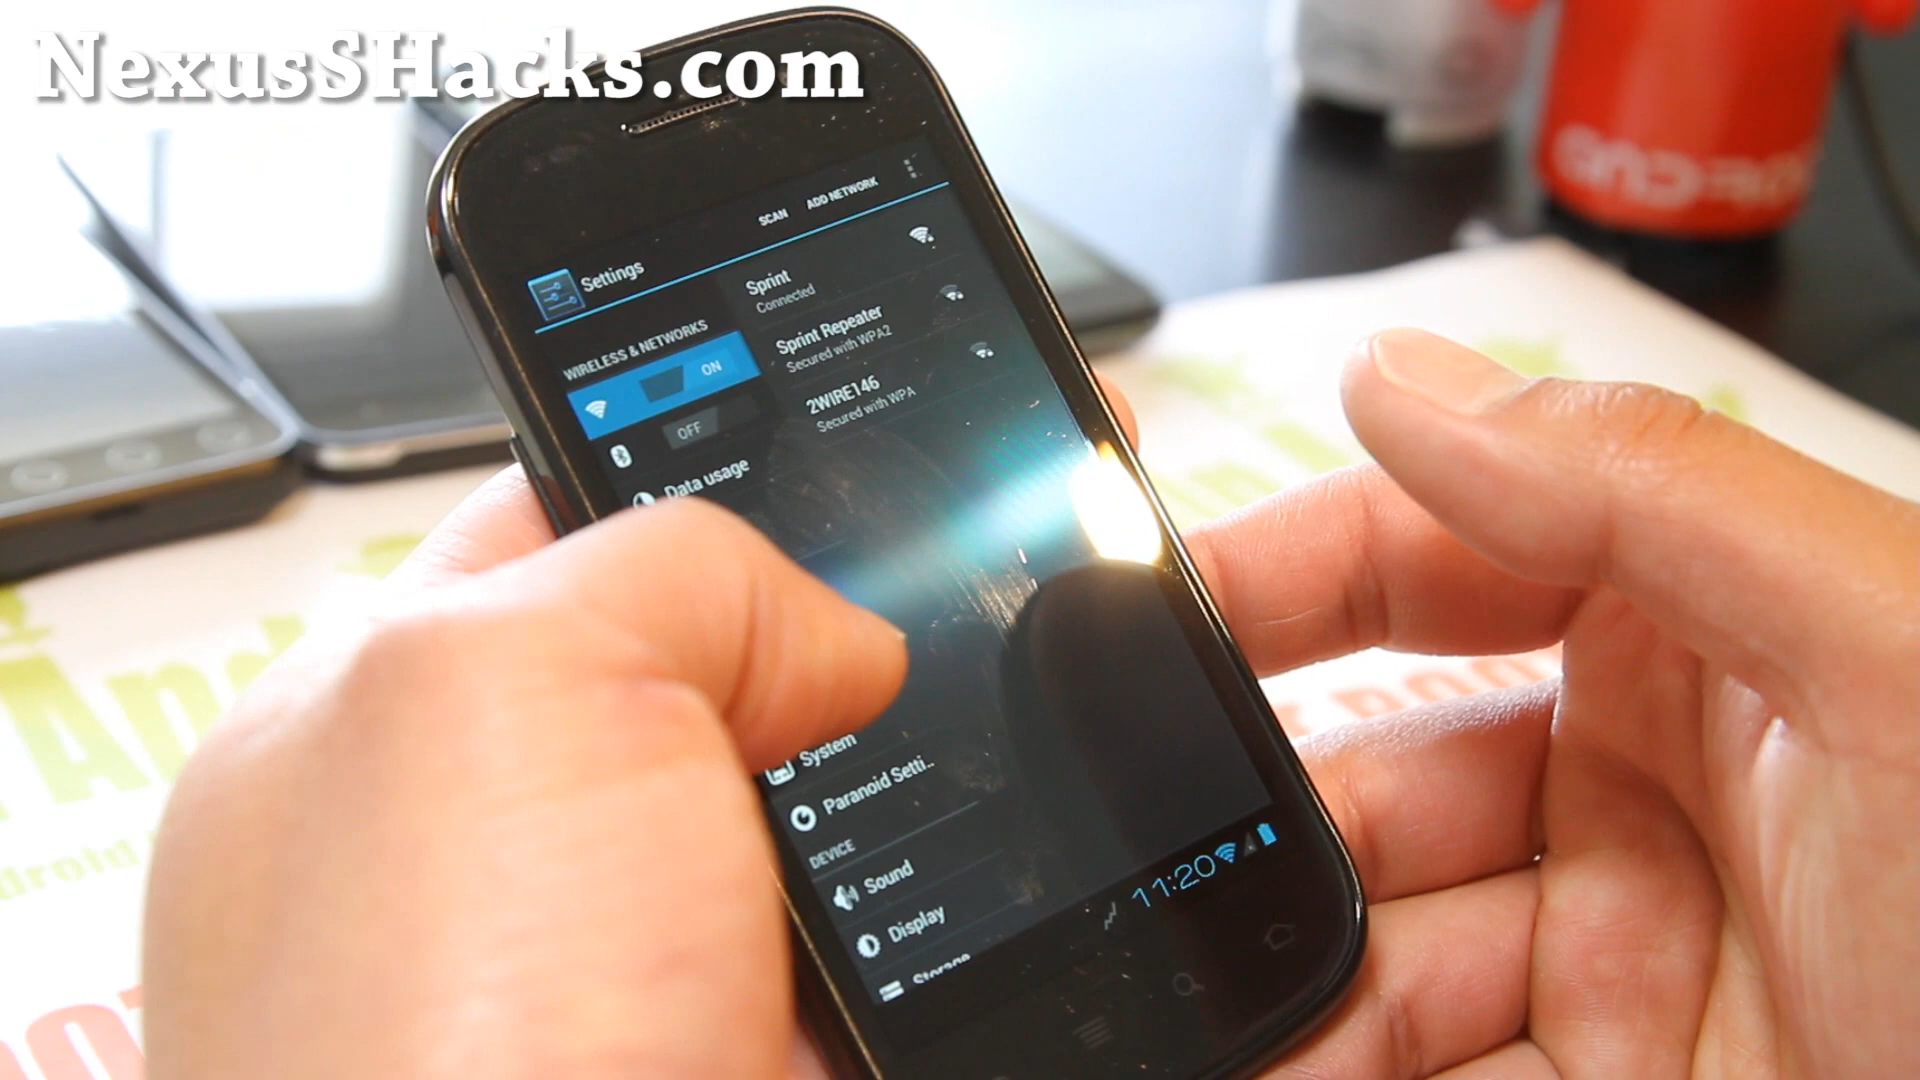 NexusSHacks.com
SCAN
ADD NETWORK
Settings
WIRELESS & NETWORKS
ON
OFF
Data usage
System
Paranoid Setti..
DEVICE
Sound
Display
Storage
Sprint
Connected
Sprint Repeater
Secured with WPA2
2WIRE146
Secured with WPA
11:20